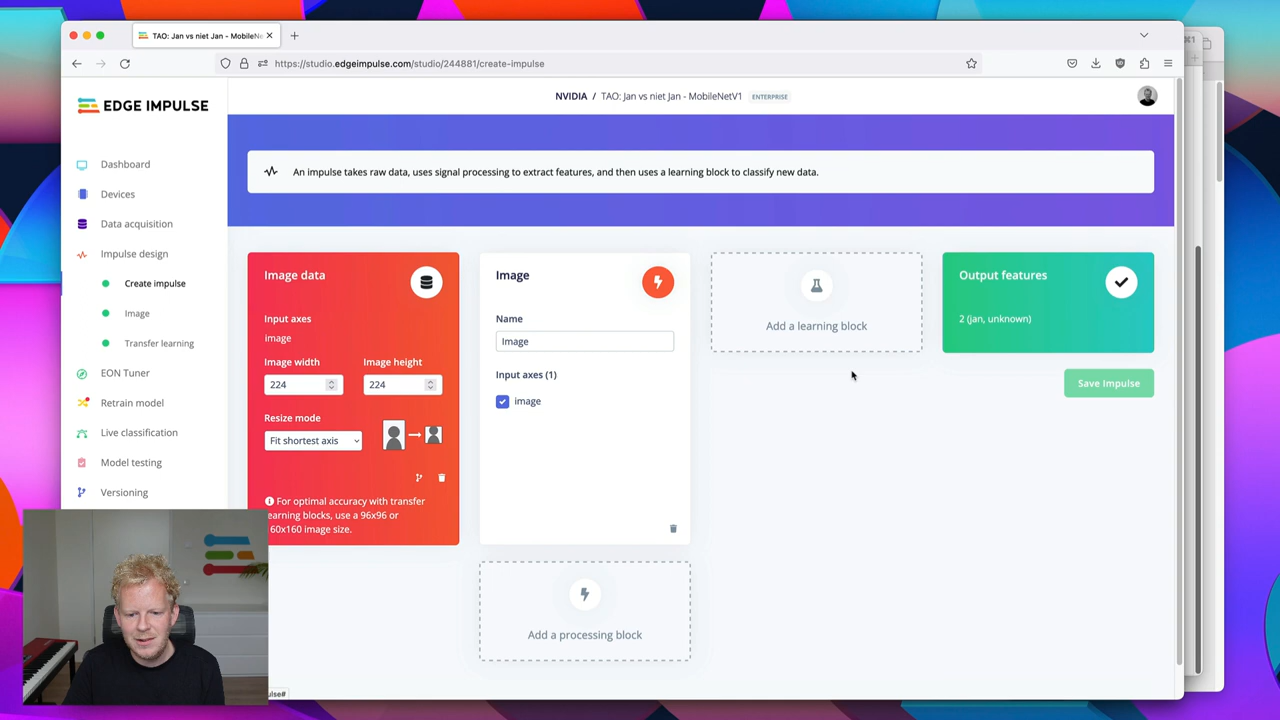 TAO: Jan vs niet Jan - MobileNe
https://studio.edgeimpulse.com/studio/244881/create-impulse
EDGE IMPULSE
NVIDIA / TAO: Jan vs niet Jan - MobileNetV1 ENTERPRISE
Dashboard
Devices
Data acquisition
Impulse design
Create impulse
Image
Transfer learning
EON Tuner
Retrain model
Live classification
Model testing
Versioning
An impulse takes raw data, uses signal processing to extract features, and then uses a learning block to classify new data.
Image data
Input axes
image
Image width
Image height
224
224
Resize mode
Fit shortest axis
For optimal accuracy with transfer
learning blocks, use a 96x96 or
160x160 image size.
Image
Name
Image
Input axes (1)
image
Add a processing block
Add a learning block
Output features
2 (jan, unknown)
Save Impulse
ulse#